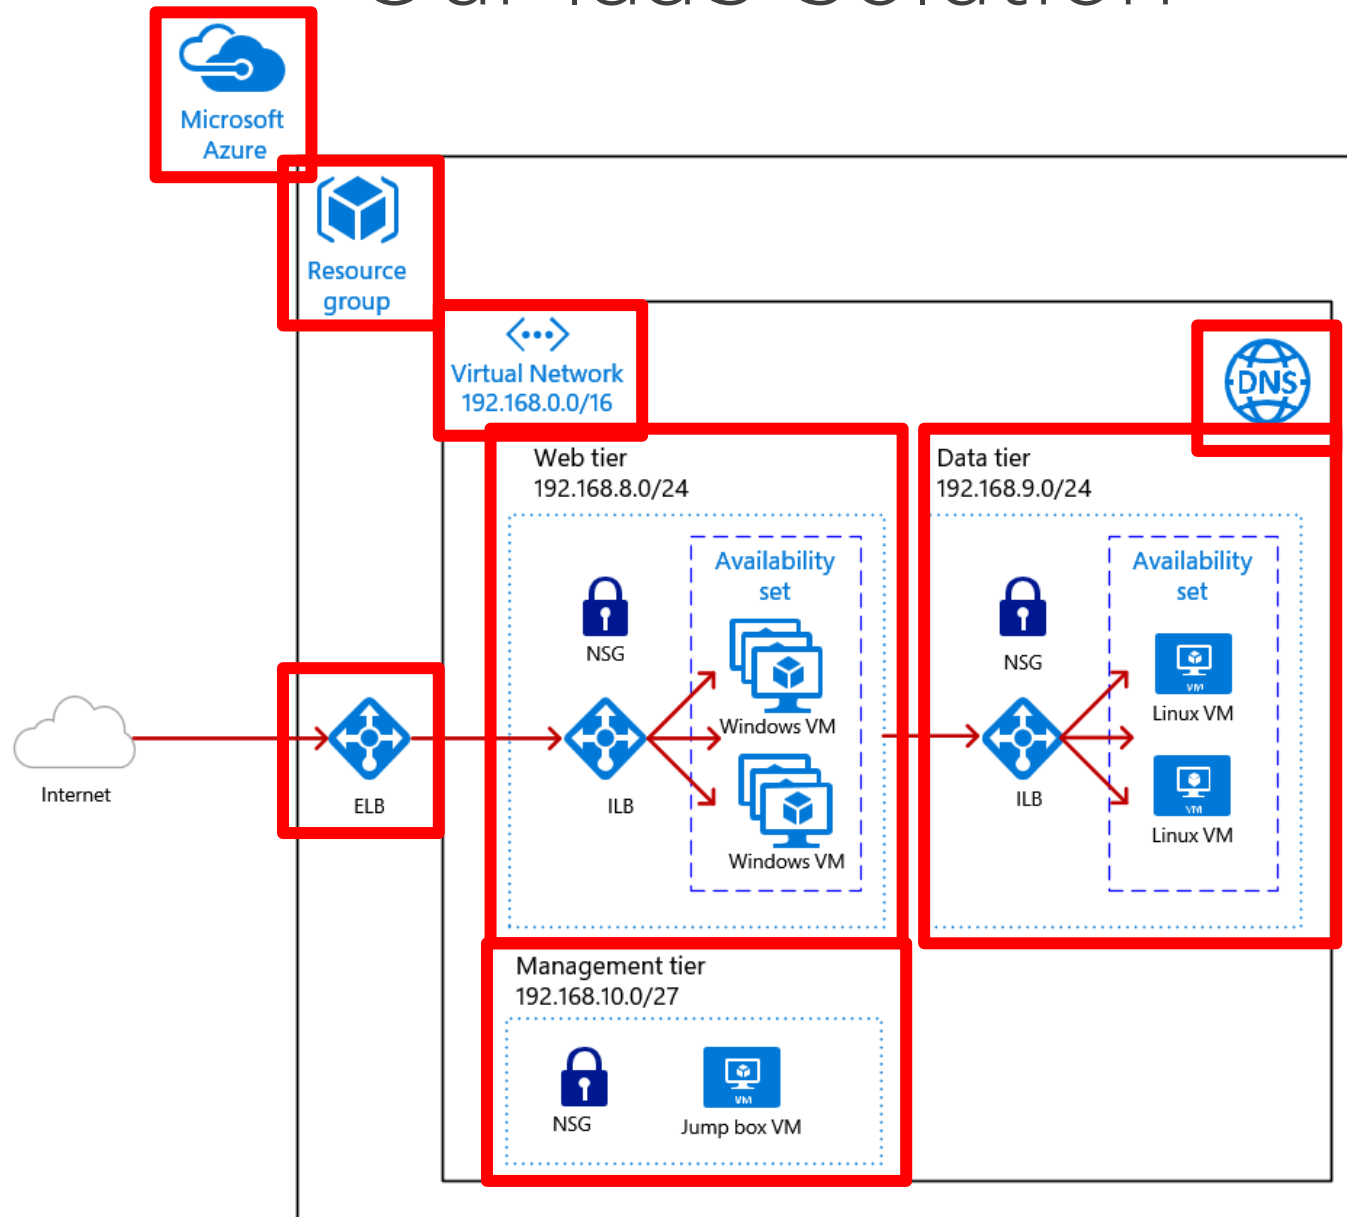 Our IaaS Solution
Microsoft
Azure
Resource
group
Virtual Network
192.168.0.0/16
DNS
Web tier
192.168.8.0/24
Availability
set
NSG
Windows VM
ILB
Windows VM
Data tier
192.168.9.0/24
Availability
set
NSG
VM
Linux VM
ILB
VM
Linux VM
Internet
ELB
Management tier
192.168.10.0/27
NSG
VM
Jump box VM